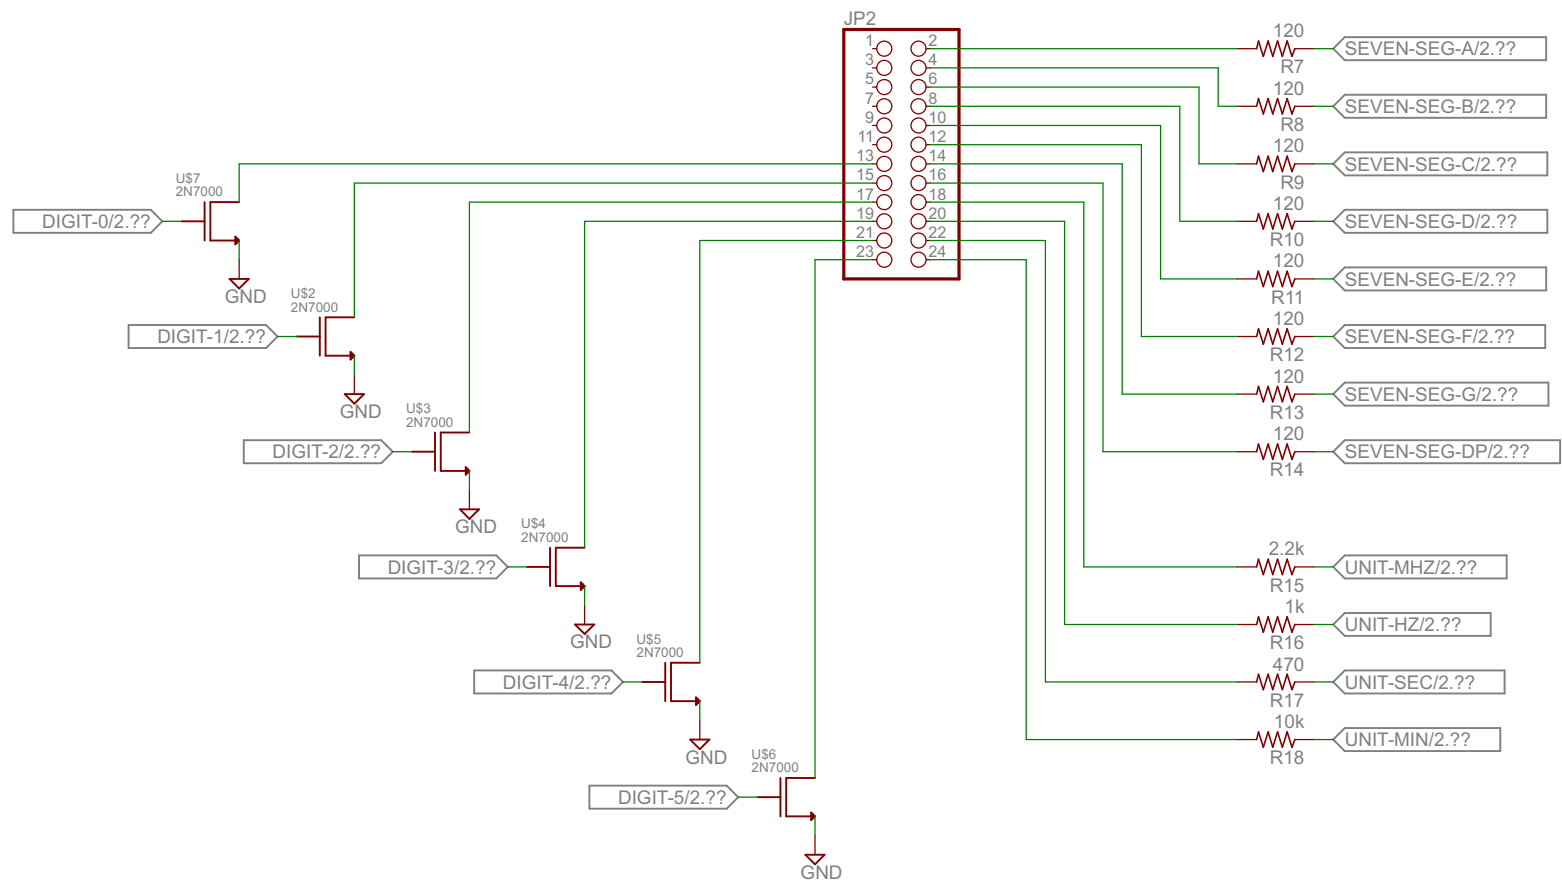 JP2
1 2
3 4
5 6
7 8
9 10
11 12
13 14
15 16
17 18
19 20
21 22
23 24
120
R7
SEVEN-SEG-A/2.??
120
R8
SEVEN-SEG-B/2.??
120
R9
SEVEN-SEG-C/2.??
120
R10
SEVEN-SEG-D/2.??
120
R11
SEVEN-SEG-E/2.??
120
R12
SEVEN-SEG-F/2.??
120
R13
SEVEN-SEG-G/2.??
120
R14
SEVEN-SEG-DP/2.??
2.2k
R15
UNIT-MHZ/2.??
1k
R16
UNIT-HZ/2.??
470
R17
UNIT-SEC/2.??
10k
R18
UNIT-MIN/2.??
U$7
2N7000
DIGIT-0/2.??
GND
U$2
2N7000
DIGIT-1/2.??
GND
U$3
2N7000
DIGIT-2/2.??
GND
U$4
2N7000
DIGIT-3/2.??
GND
U$5
2N7000
DIGIT-4/2.??
GND
U$6
2N7000
DIGIT-5/2.??
GND